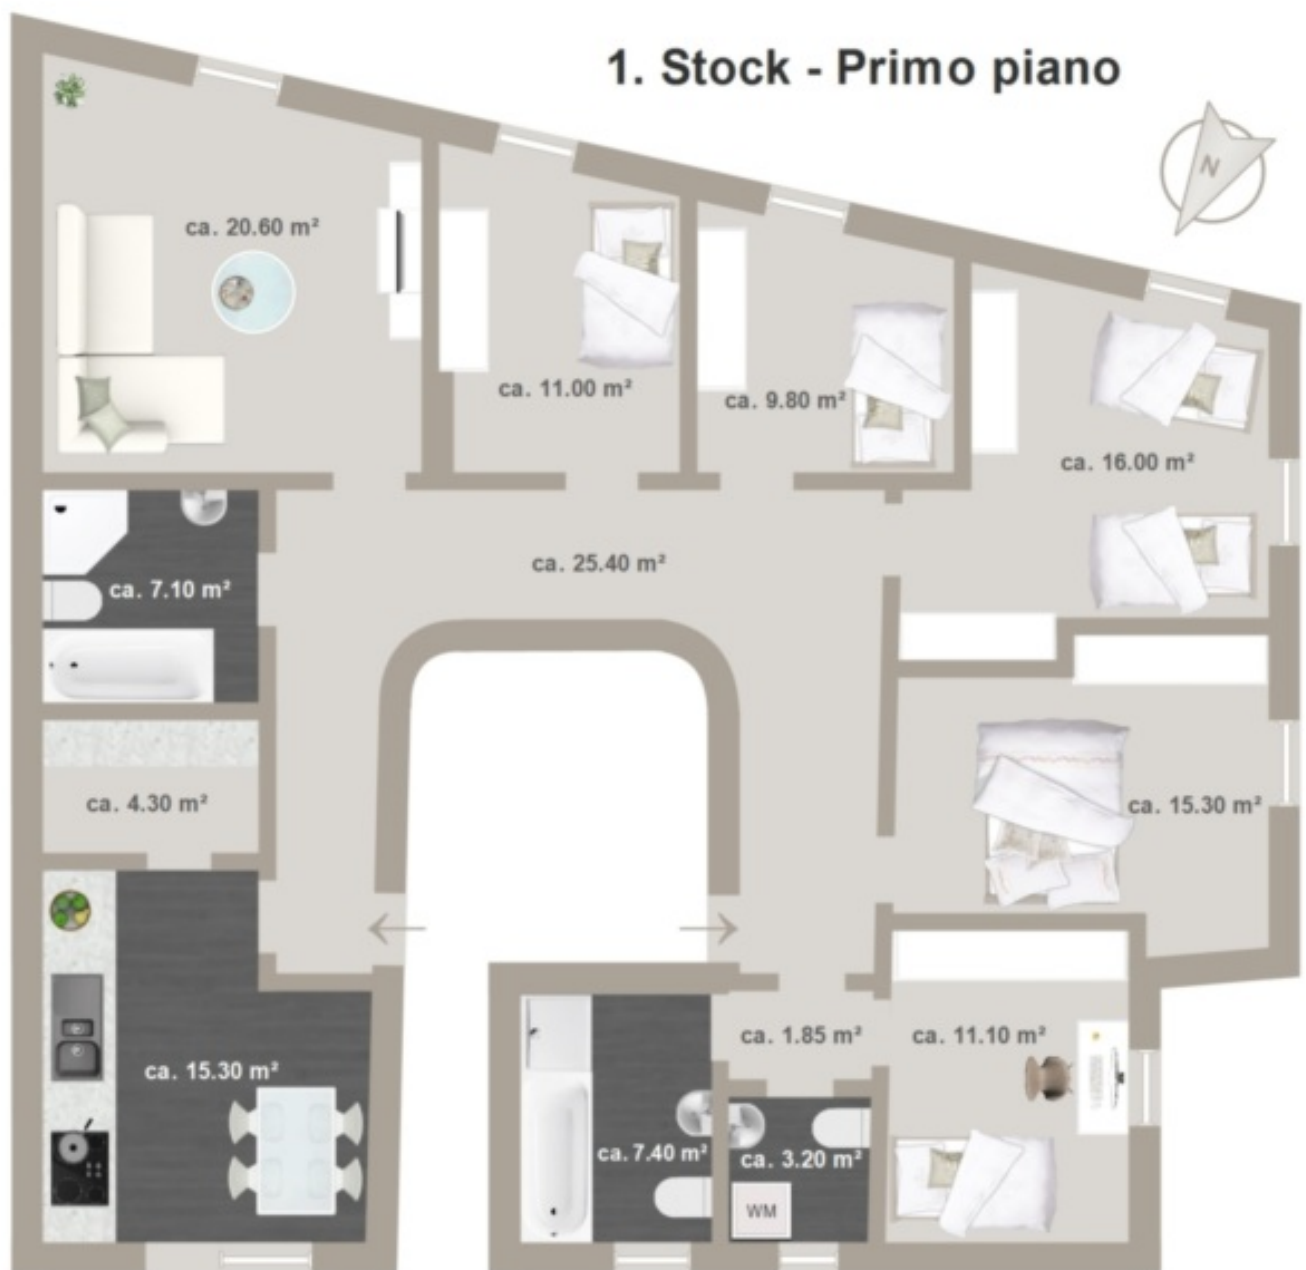 1. Stock - Primo piano
N
ca. 20.60 m²
ca. 11.00 m²
ca. 9.80 m²
ca. 16.00 m²
ca. 25.40 m²
ca. 7.10 m²
ca. 4.30 m²
ca. 15.30 m²
ca. 15.30 m²
ca. 1.85 m²
ca. 11.10 m²
ca. 7.40 m²
ca. 3.20 m²
WM